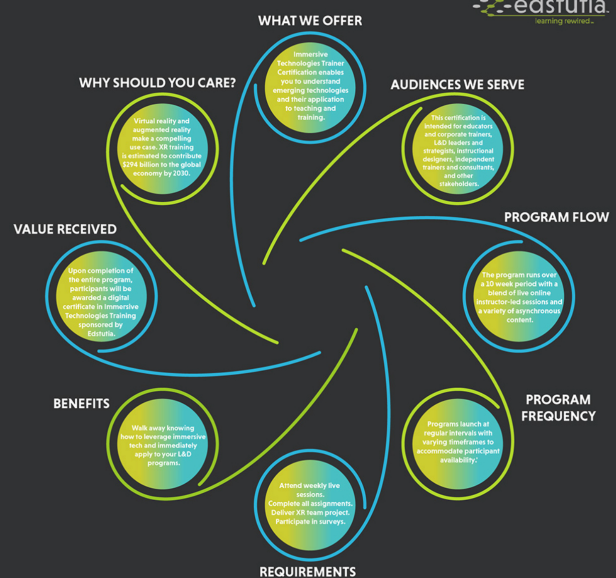 edstutia
learning rewired™
WHAT WE OFFER
Immersive
Technologies Trainer
Certification enables
you to understand
emerging technologies
and their application
to teaching and
training.
WHY SHOULD YOU CARE?
Virtual reality and
augmented reality
make a compelling
use case. XR training
is estimated to contribute
$294 billion to the global
economy by 2030.
AUDIENCES WE SERVE
This certification is
intended for educators
and corporate trainers,
L&D leaders and
strategists, instructional
designers, independent
trainers and consultants,
and other
stakeholders.
VALUE RECEIVED
Upon completion of
the entire program,
participants will be
awarded a digital
certificate in Immersive
Technologies Training
sponsored by
Edstutia.
PROGRAM FLOW
The program runs over
a 10 week period with a
blend of live online
instructor-led sessions and
a variety of asynchronous
content.
BENEFITS
Walk away knowing
how to leverage immersive
tech and immediately
apply to your L&D
programs.
PROGRAM
FREQUENCY
Programs launch at
regular intervals with
varying timeframes to
accommodate participant
availability.
Attend weekly live
sessions.
Complete all assignments.
Deliver XR team project.
Participate in surveys.
REQUIREMENTS